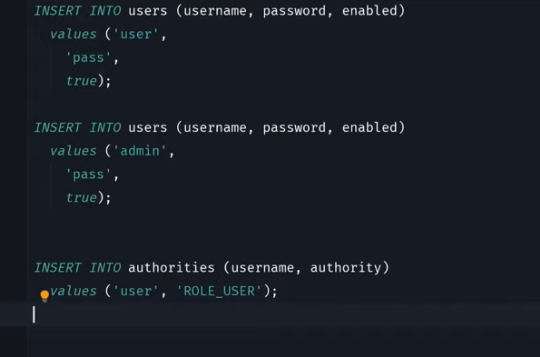 INSERT INTO users (username, password, enabled)
values ('user',
'pass',
true);
INSERT INTO users (username, password, enabled)
values ('admin',
'pass',
true);
INSERT INTO authorities (username, authority)
values ('user', 'ROLE_USER');